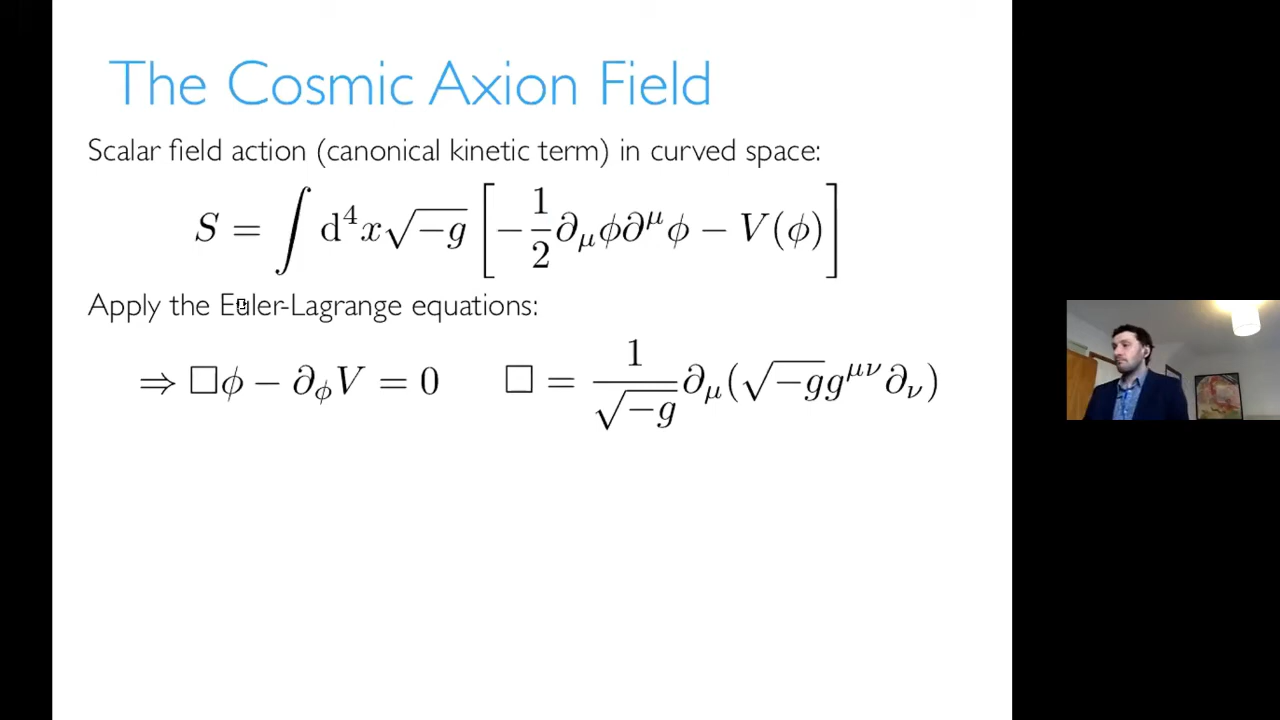 The Cosmic Axion Field
Scalar field action (canonical kinetic term) in curved space:
S = ∫ d⁴x√−g [ −1/2 ∂_μϕ∂^μϕ − V(ϕ) ]
Apply the Euler-Lagrange equations:
⇒ □ϕ − ∂_ϕV = 0 □ = 1/√−g ∂_μ(√−g g^{μν}∂_ν)